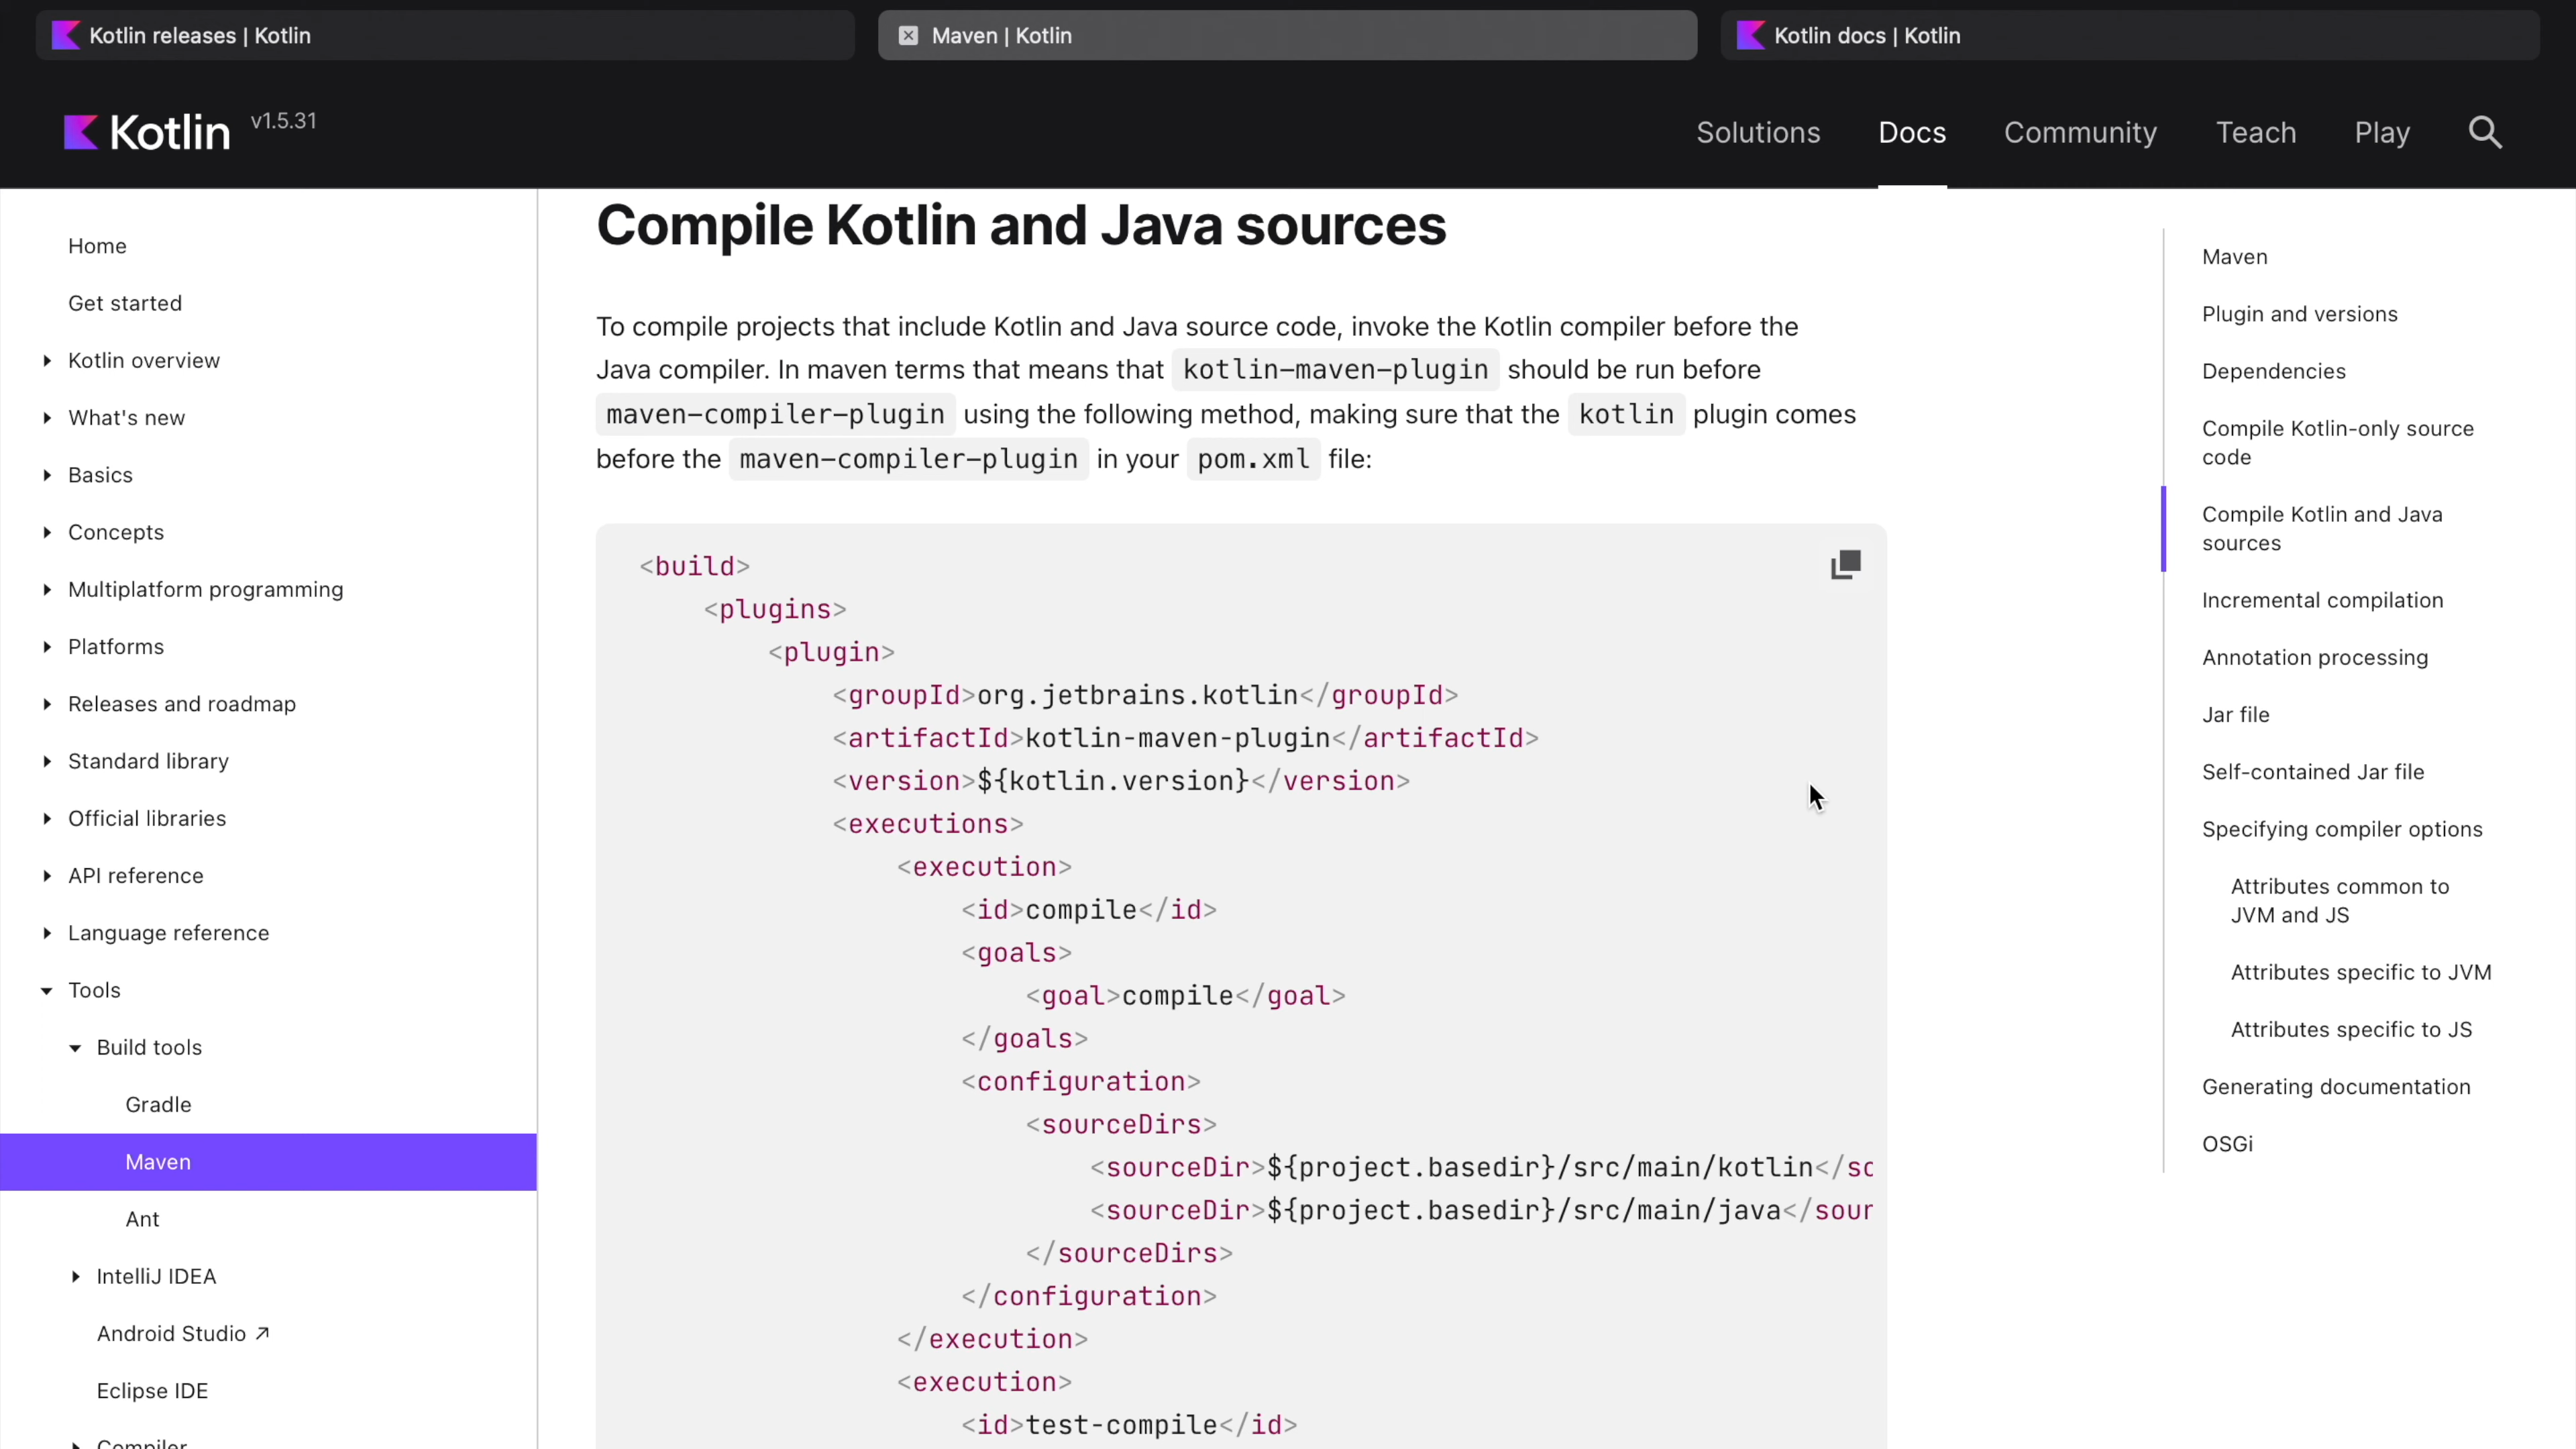 Kotlin releases | Kotlin
Maven | Kotlin
Kotlin docs | Kotlin
Kotlin v1.5.31
Solutions
Docs
Community
Teach
Play
Home
Get started
Kotlin overview
What's new
Basics
Concepts
Multiplatform programming
Platforms
Releases and roadmap
Standard library
Official libraries
API reference
Language reference
Tools
Build tools
Gradle
Maven
Ant
IntelliJ IDEA
Android Studio ↗
Eclipse IDE
Compiler
Compile Kotlin and Java sources
To compile projects that include Kotlin and Java source code, invoke the Kotlin compiler before the
Java compiler. In maven terms that means that kotlin-maven-plugin should be run before
maven-compiler-plugin using the following method, making sure that the kotlin plugin comes
before the maven-compiler-plugin in your pom.xml file:
<build>
<plugins>
<plugin>
<groupId>org.jetbrains.kotlin</groupId>
<artifactId>kotlin-maven-plugin</artifactId>
<version>${kotlin.version}</version>
<executions>
<execution>
<id>compile</id>
<goals>
<goal>compile</goal>
</goals>
<configuration>
<sourceDirs>
<sourceDir>${project.basedir}/src/main/kotlin</so
<sourceDir>${project.basedir}/src/main/java</sour
</sourceDirs>
</configuration>
</execution>
<execution>
<id>test-compile</id>
Maven
Plugin and versions
Dependencies
Compile Kotlin-only source
code
Compile Kotlin and Java
sources
Incremental compilation
Annotation processing
Jar file
Self-contained Jar file
Specifying compiler options
Attributes common to
JVM and JS
Attributes specific to JVM
Attributes specific to JS
Generating documentation
OSGi